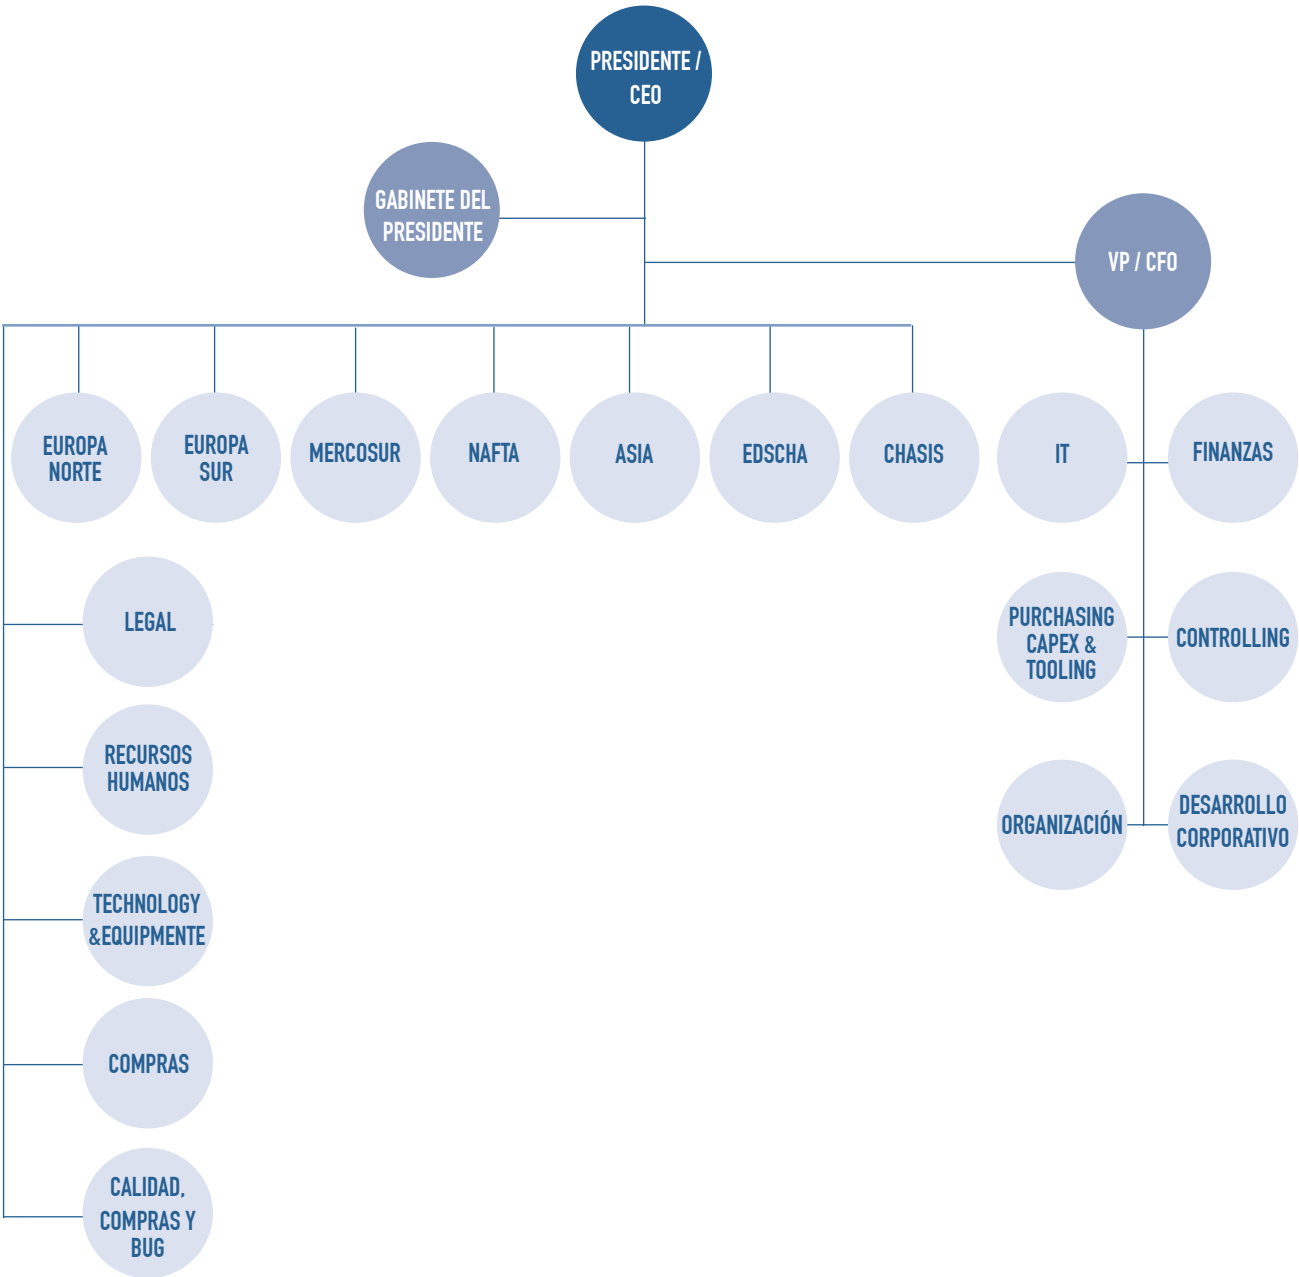 PRESIDENTE /
CEO
GABINETE DEL
PRESIDENTE
VP / CFO
EUROPA
NORTE
EUROPA
SUR
MERCOSUR
NAFTA
ASIA
EDSCHA
CHASIS
IT
FINANZAS
LEGAL
PURCHASING
CAPEX &
TOOLING
CONTROLLING
RECURSOS
HUMANOS
ORGANIZACIÓN
DESARROLLO
CORPORATIVO
TECHNOLOGY
&EQUIPMENTE
COMPRAS
CALIDAD,
COMPRAS Y
BUG